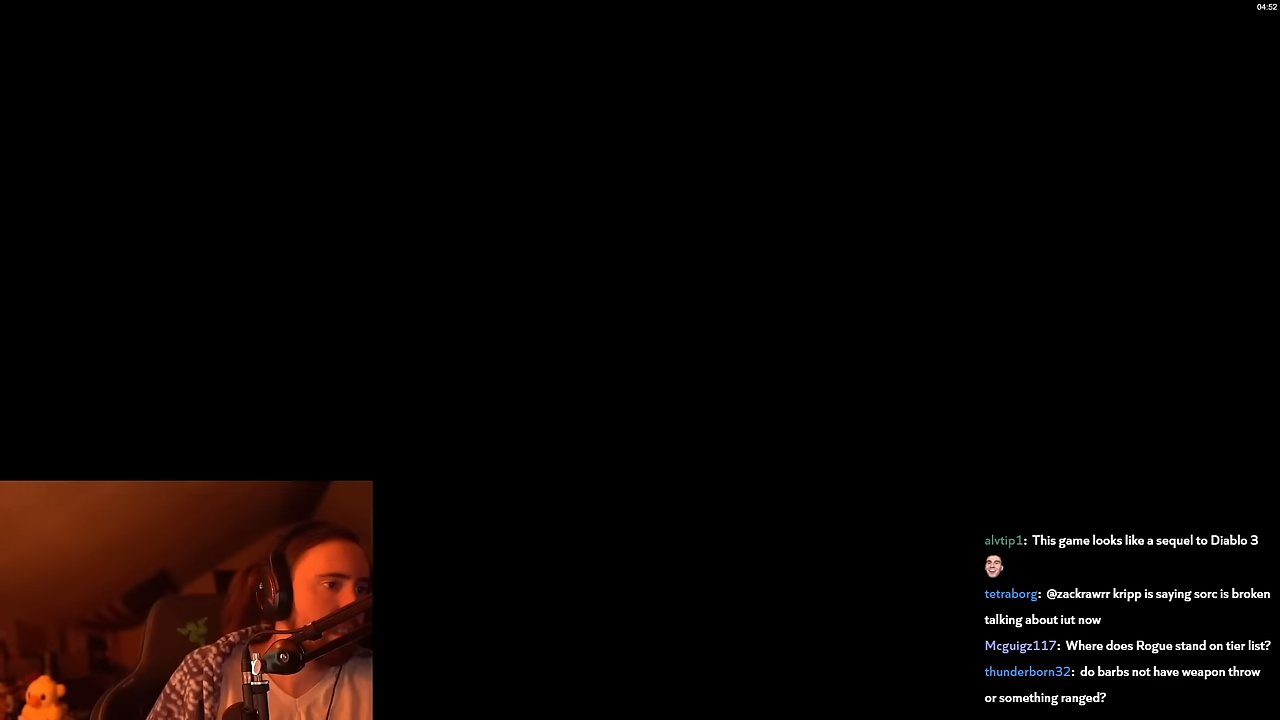 04:52
alvtip1: This game looks like a sequel to Diablo 3
tetraborg: @zackrawrr kripp is saying sorc is broken
talking about iut now
Mcguigz117: Where does Rogue stand on tier list?
thunderborn32: do barbs not have weapon throw
or something ranged?